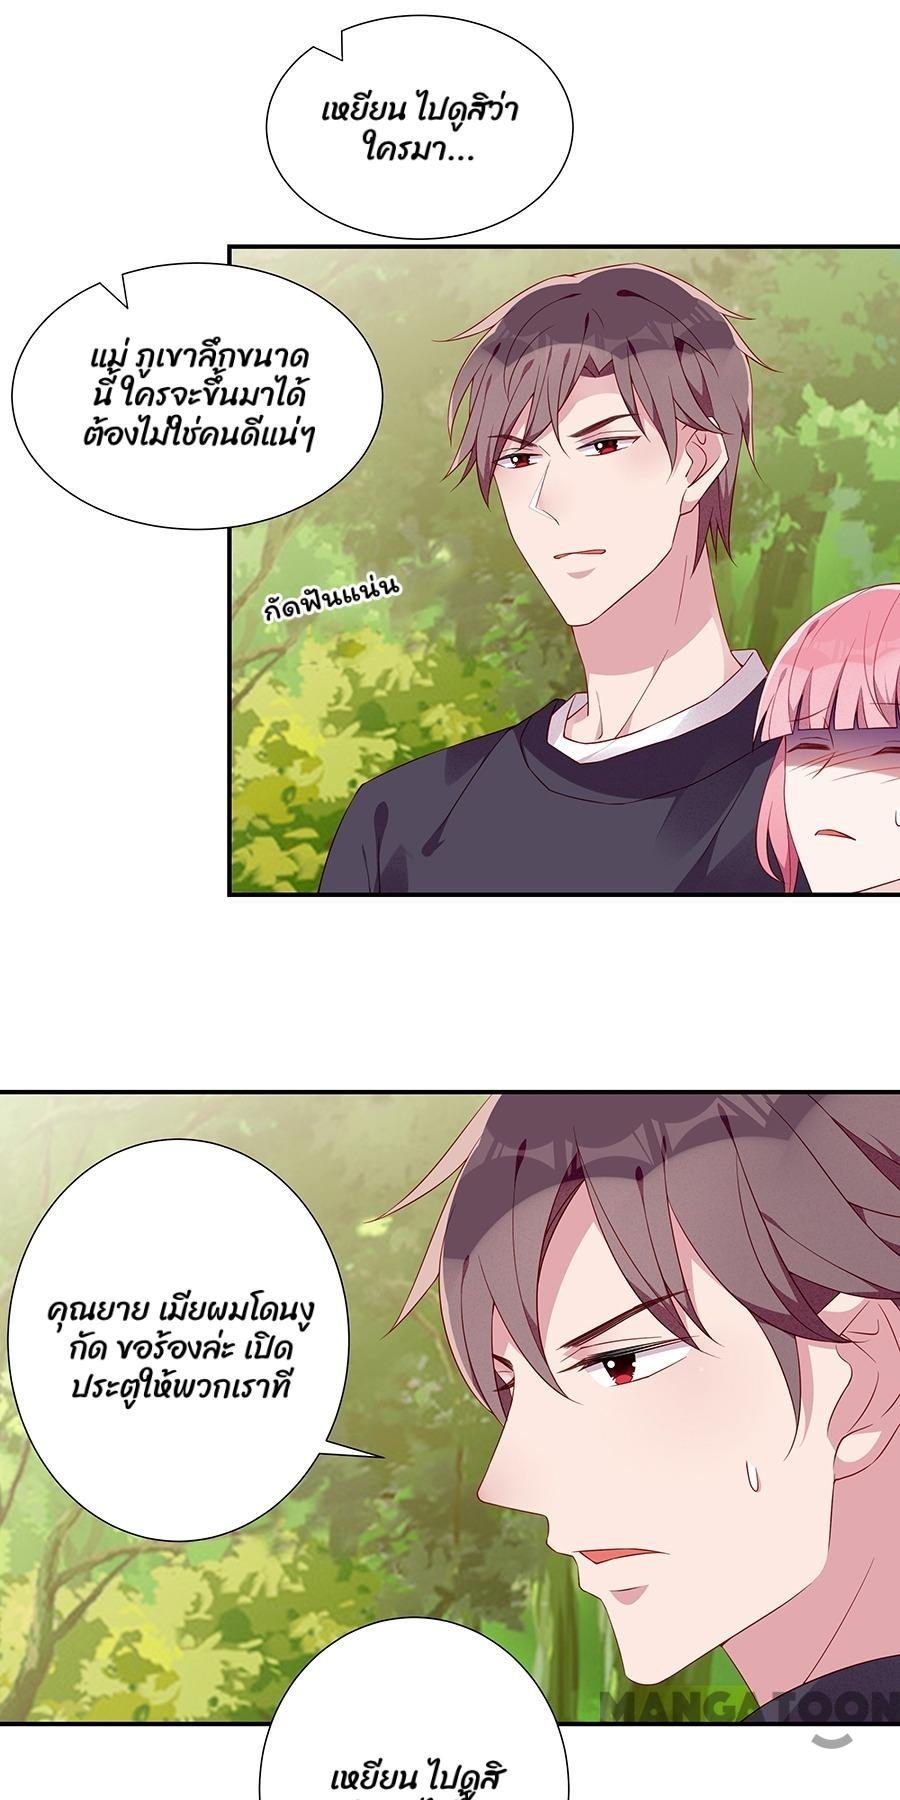 เหยียน ไปดูสิว่า
ใครมา...
แม่ ภูเขาลึกขนาด
นี้ ใครจะขึ้นมาได้
ต้องไม่ใช่คนดีแน่ๆ
กัดฟันแน่น
คุณยาย เมียผมโดนงู
กัด ขอร้องล่ะ เปิด
ประตูให้พวกเราที
MANGATOON
เหยียน ไปดูสิ